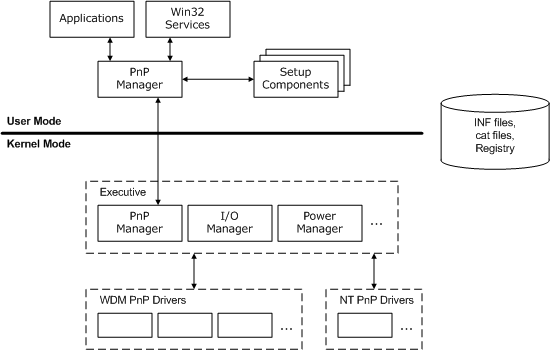 Applications
Win32
Services
PnP
Manager
Setup
Components
User Mode
Kernel Mode
INF files,
cat files,
Registry
Executive
PnP
Manager
I/O
Manager
Power
Manager
...
WDM PnP Drivers
...
NT PnP Drivers
...